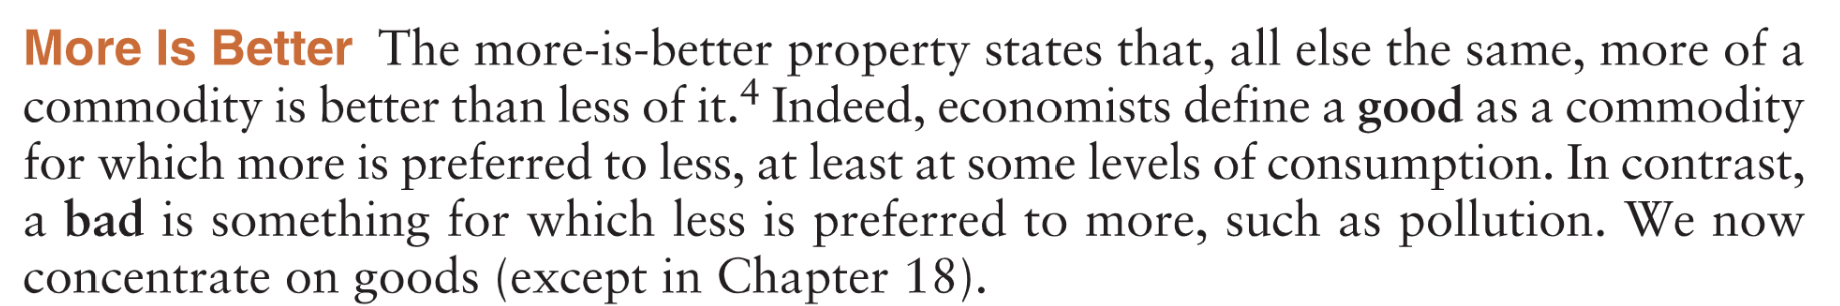 More Is Better The more-is-better property states that, all else the same, more of a
commodity is better than less of it.4 Indeed, economists define a good as a commodity
for which more is preferred to less, at least at some levels of consumption. In contrast,
a bad is something for which less is preferred to more, such as pollution. We now
concentrate on goods (except in Chapter 18).